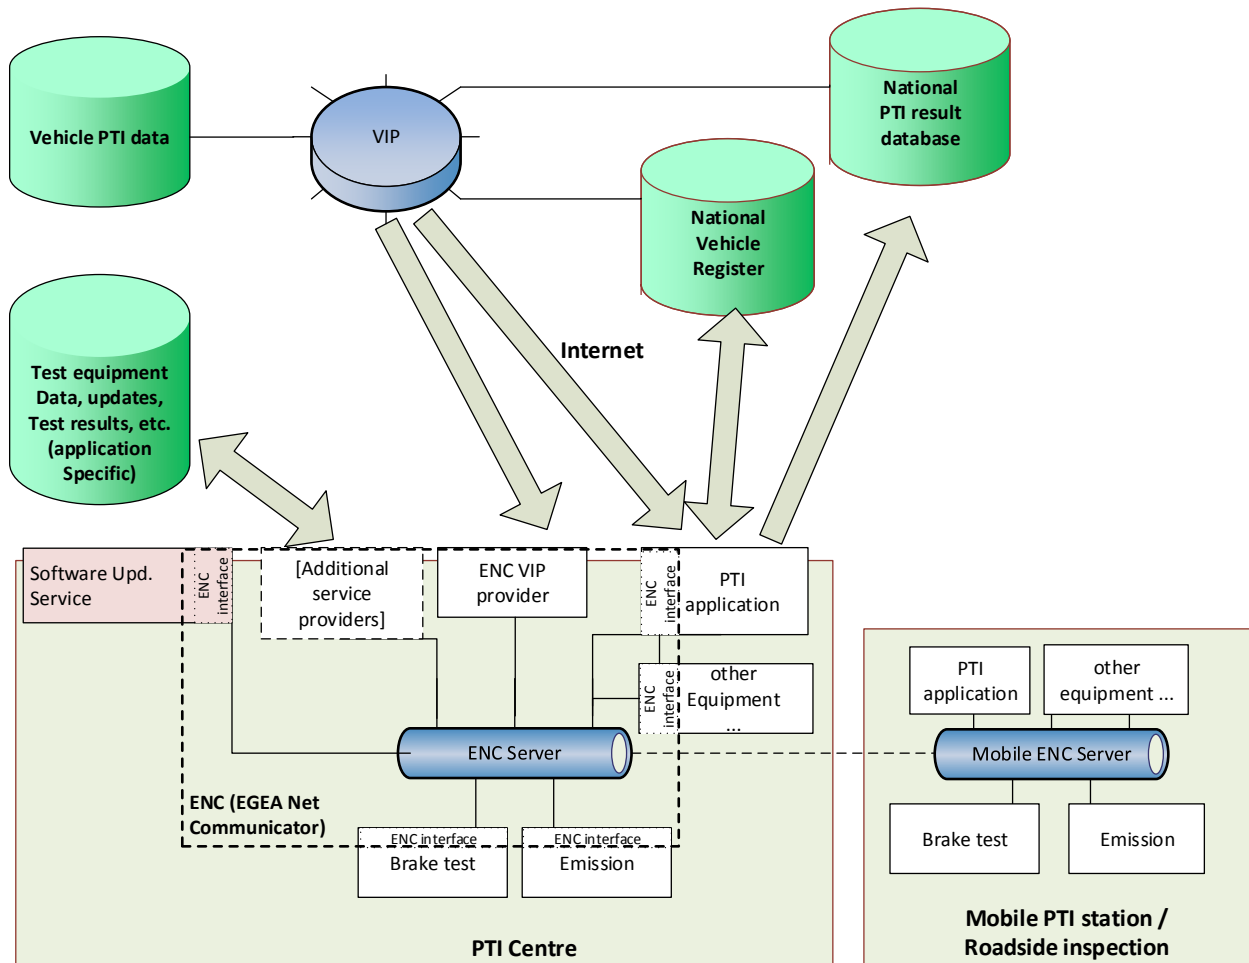 Vehicle PTI data
VIP
National
PTI result
database
National
Vehicle
Register
Internet
Test equipment
Data, updates,
Test results, etc.
(application
Specific)
Software Upd.
Service
ENC
interface
[Additional
service
providers]
ENC VIP
provider
ENC
interface
PTI
application
ENC
interface
other
Equipment
...
ENC Server
ENC (EGEA Net
Communicator)
ENC interface
Brake test
ENC interface
Emission
PTI Centre
PTI
application
other
equipment ...
Mobile ENC Server
Brake test
Emission
Mobile PTI station /
Roadside inspection